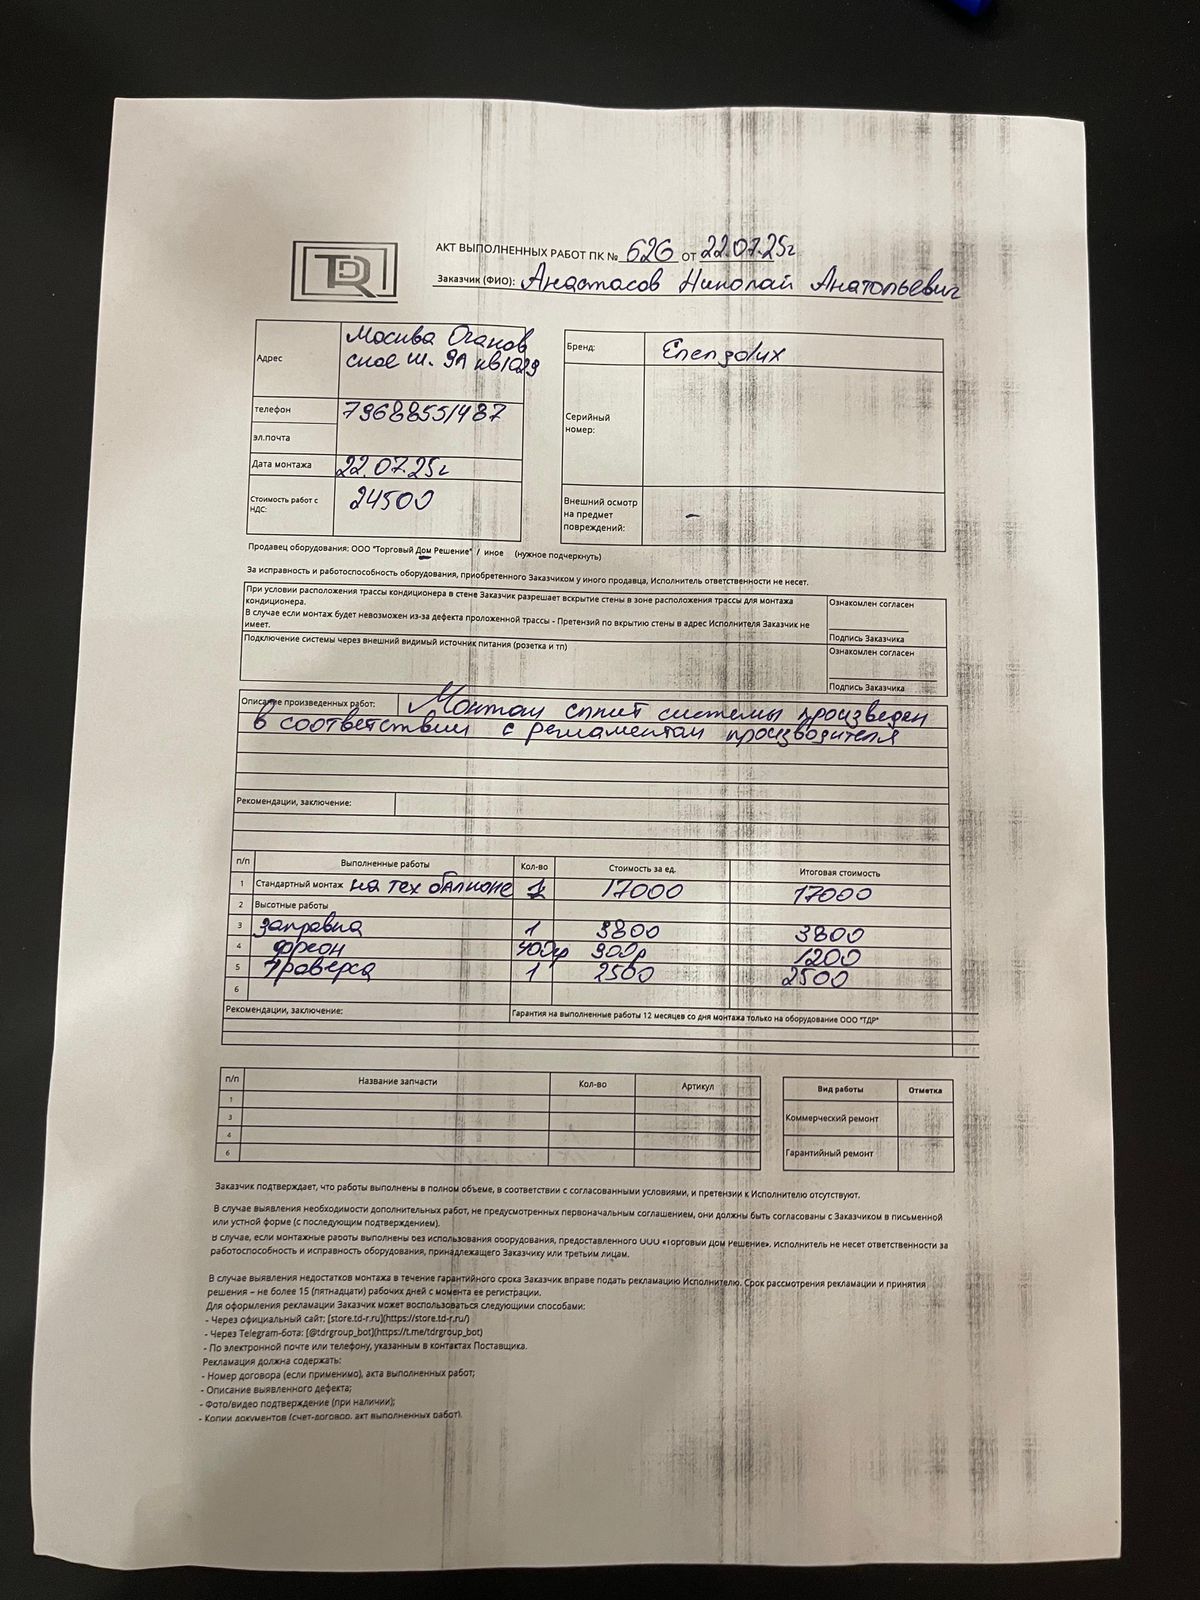 TDR
АКТ ВЫПОЛНЕННЫХ РАБОТ ПК № 626 от 22.07.25г
Заказчик (ФИО): Анастасов Николай Анатольевич
Адрес
Москва Оганов
ское ш. 9А кв1029
телефон
79688551487
эл.почта
Дата монтажа
22.07.25г
Стоимость работ с
НДС:
24500
Бренд:
Energolux
Серийный
номер:
Внешний осмотр
на предмет
повреждений:
–
Продавец оборудования: ООО "Торговый Дом Решение" / иное (нужное подчеркнуть)
За исправность и работоспособность оборудования, приобретенного Заказчиком у иного продавца, Исполнитель ответственности не несет.
При условии расположения трассы кондиционера в стене Заказчик разрешает вскрытие стены в зоне расположения трассы для монтажа
кондиционера.
В случае если монтаж будет невозможен из-за дефекта проложенной трассы - Претензий по вкрытию стены в адрес Исполнителя Заказчик не
имеет.
Ознакомлен согласен
Подпись Заказчика
Подключение системы через внешний видимый источник питания (розетка и тп)
Ознакомлен согласен
Подпись Заказчика
Описание произведенных работ: Монтаж сплит системы произведен
в соответствии с регламентом производителя
Рекомендации, заключение:
п/п Выполненные работы Кол-во Стоимость за ед. Итоговая стоимость
1 Стандартный монтаж на тех балконе 1 17000 17000
2 Высотные работы
3 заправка 1 3800 3800
4 фреон 400гр 300р 1200
5 Траверса 1 2500 2500
6
Рекомендации, заключение: Гарантия на выполненные работы 12 месяцев со дня монтажа только на оборудование ООО "ТДР"
п/п Название запчасти Кол-во Артикул
1
3
4
6
Вид работы Отметка
Коммерческий ремонт
Гарантийный ремонт
Заказчик подтверждает, что работы выполнены в полном объеме, в соответствии с согласованными условиями, и претензии к Исполнителю отсутствуют.
В случае выявления необходимости дополнительных работ, не предусмотренных первоначальным соглашением, они должны быть согласованы с Заказчиком в письменной
или устной форме (с последующим подтверждением).
В случае, если монтажные работы выполнены без использования оборудования, предоставленного ООО «Торговый Дом Решение». Исполнитель не несет ответственности за
работоспособность и исправность оборудования, принадлежащего Заказчику или третьим лицам.
В случае выявления недостатков монтажа в течение гарантийного срока Заказчик вправе подать рекламацию Исполнителю. Срок рассмотрения рекламации и принятия
решения – не более 15 (пятнадцати) рабочих дней с момента ее регистрации.
Для оформления рекламации Заказчик может воспользоваться следующими способами:
- Через официальный сайт: [store.td-r.ru](https://store.td-r.ru/)
- Через Telegram-бота: [@tdrgroup_bot](https://t.me/tdrgroup_bot)
- По электронной почте или телефону, указанным в контактах Поставщика.
Рекламация должна содержать:
- Номер договора (если применимо), акта выполненных работ;
- Описание выявленного дефекта;
- Фото/видео подтверждение (при наличии);
- Копии документов (счет-договор, акт выполненных работ).